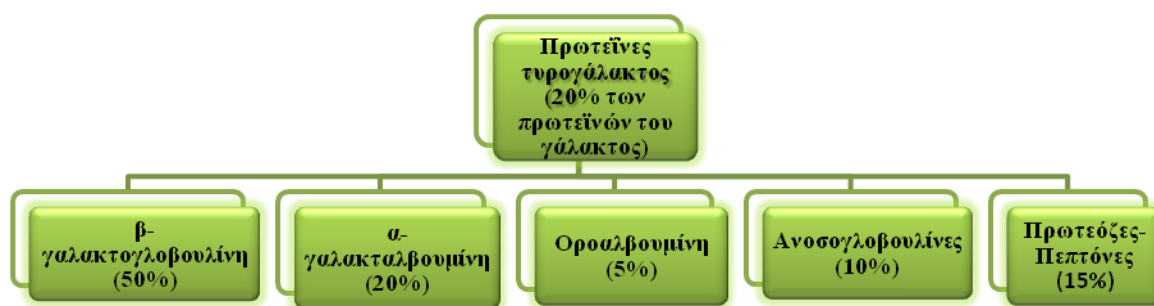 Πρωτεΐνες
τυρογάλακτος
(20% των
πρωτεϊνών του
γάλακτος)
β-
γαλακτογλοβουλίνη
(50%)
α-
γαλακταλβουμίνη
(20%)
Οροαλβουμίνη
(5%)
Ανοσογλοβουλίνες
(10%)
Πρωτεόζες-
Πεπτόνες
(15%)